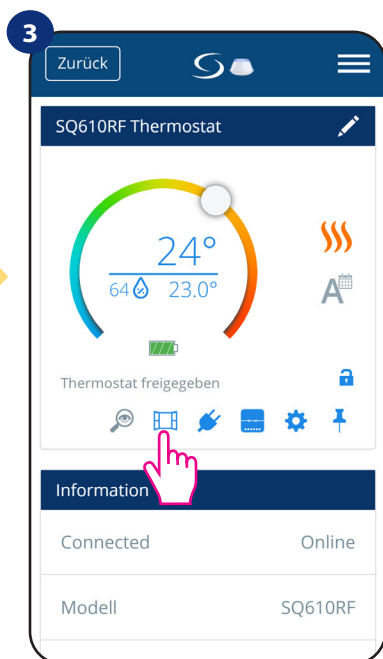 3
Zurück
SQ610RF Thermostat
24°
64 23.0°
A
Thermostat freigegeben
Information
Connected Online
Modell SQ610RF